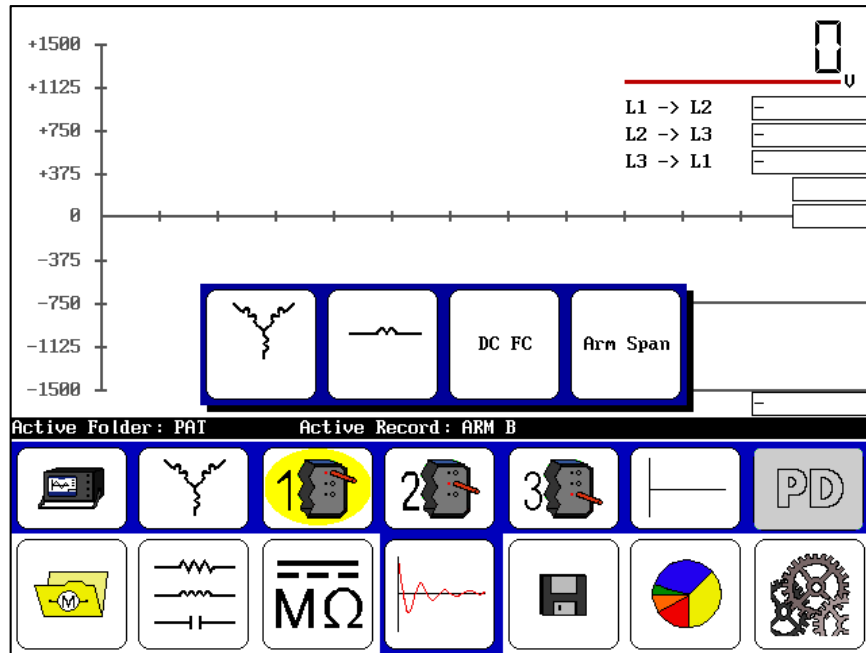 +1500
0
V
+1125
L1 -> L2 -
+750
L2 -> L3 -
L3 -> L1 -
+375
0
-375
-750
-1125
-1500
DC FC
Arm Span
-
Active Folder: PAT Active Record: ARM B
1
2
3
PD
M
MΩ